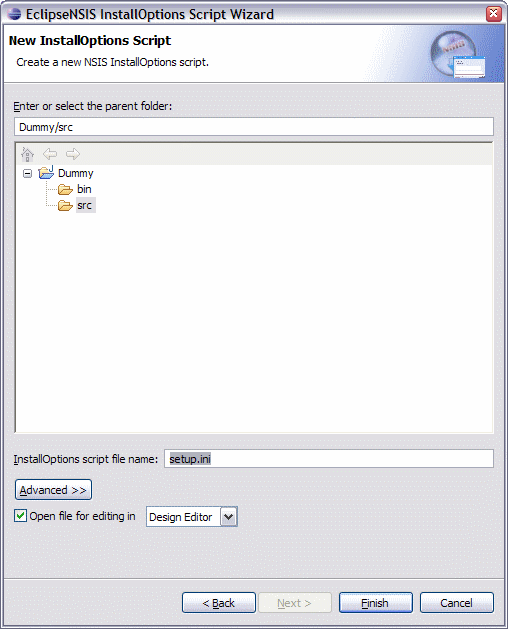 EclipseNSIS InstallOptions Script Wizard
New InstallOptions Script
Create a new NSIS InstallOptions script.
Enter or select the parent folder:
Dummy/src
Dummy
bin
src
InstallOptions script file name: setup.ini
Advanced >>
Open file for editing in Design Editor
< Back Next > Finish Cancel